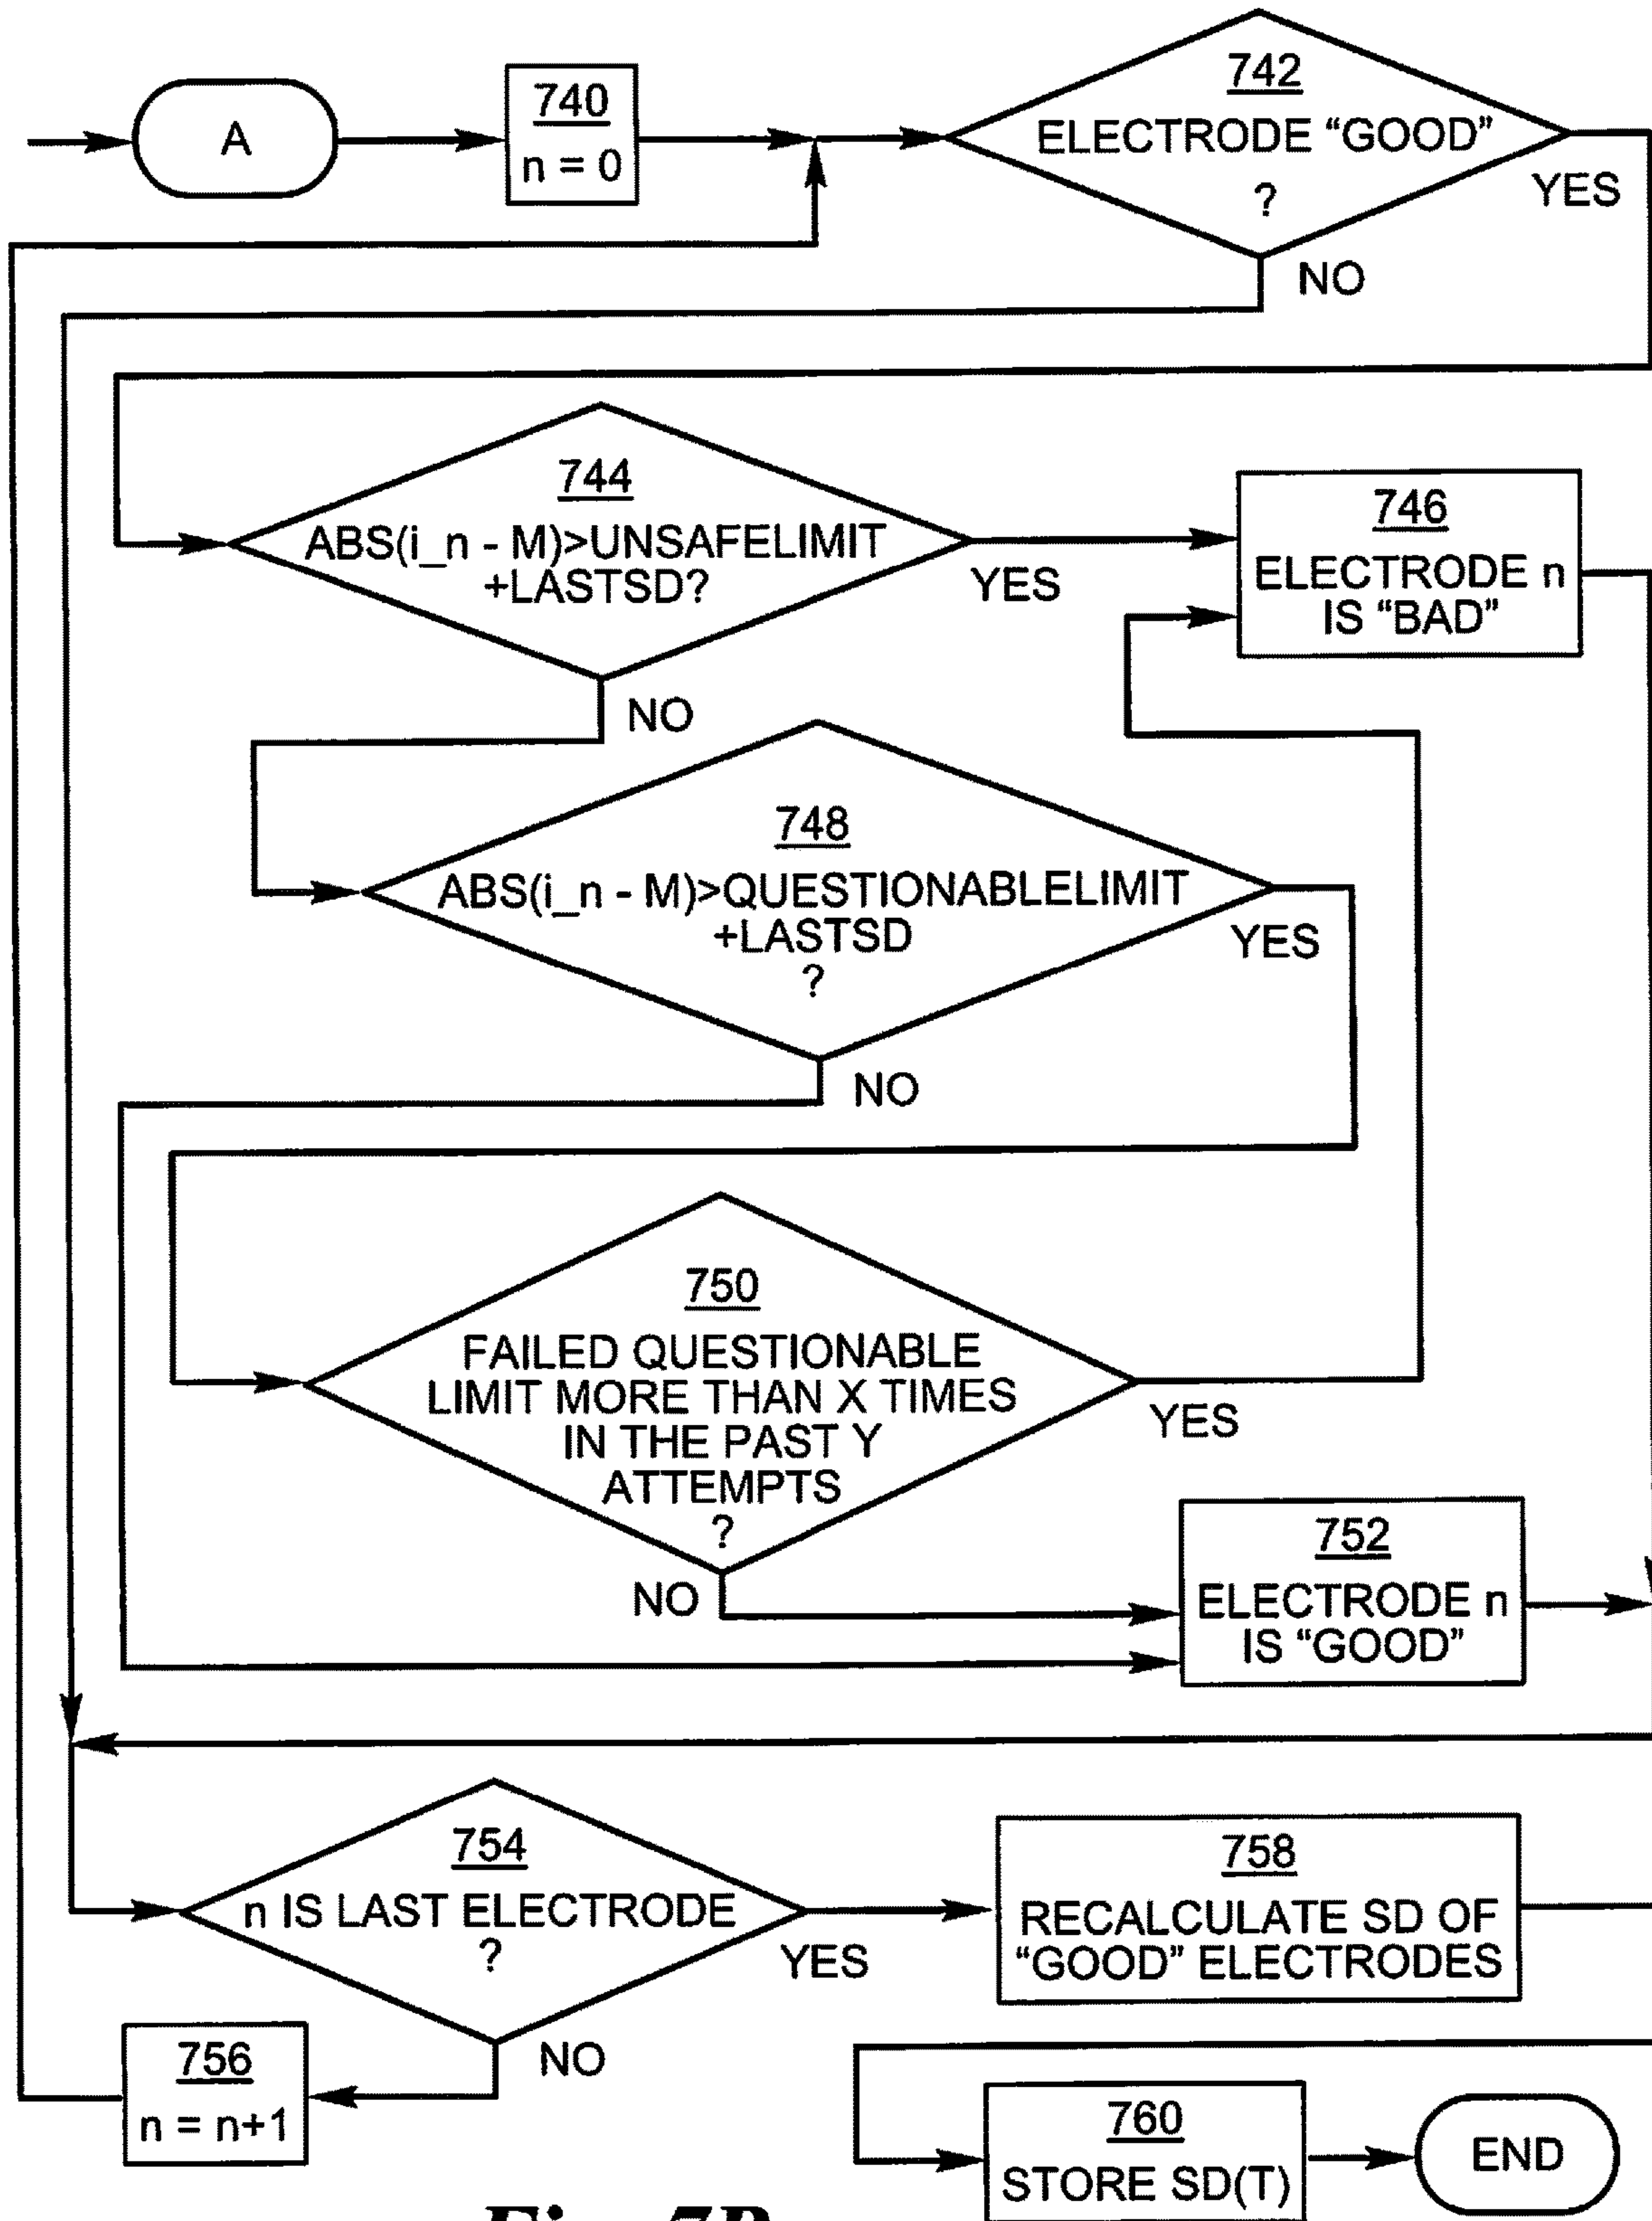 A
740
n = 0
742
ELECTRODE “GOOD”
?
YES
NO
744
ABS(i_n - M)>UNSAFELIMIT
+LASTSD?
YES
NO
746
ELECTRODE n
IS “BAD”
748
ABS(i_n - M)>QUESTIONABLELIMIT
+LASTSD
?
YES
NO
750
FAILED QUESTIONABLE
LIMIT MORE THAN X TIMES
IN THE PAST Y
ATTEMPTS
?
YES
NO
752
ELECTRODE n
IS “GOOD”
754
n IS LAST ELECTRODE
?
YES
NO
758
RECALCULATE SD OF
“GOOD” ELECTRODES
756
n = n+1
760
STORE SD(T)
END